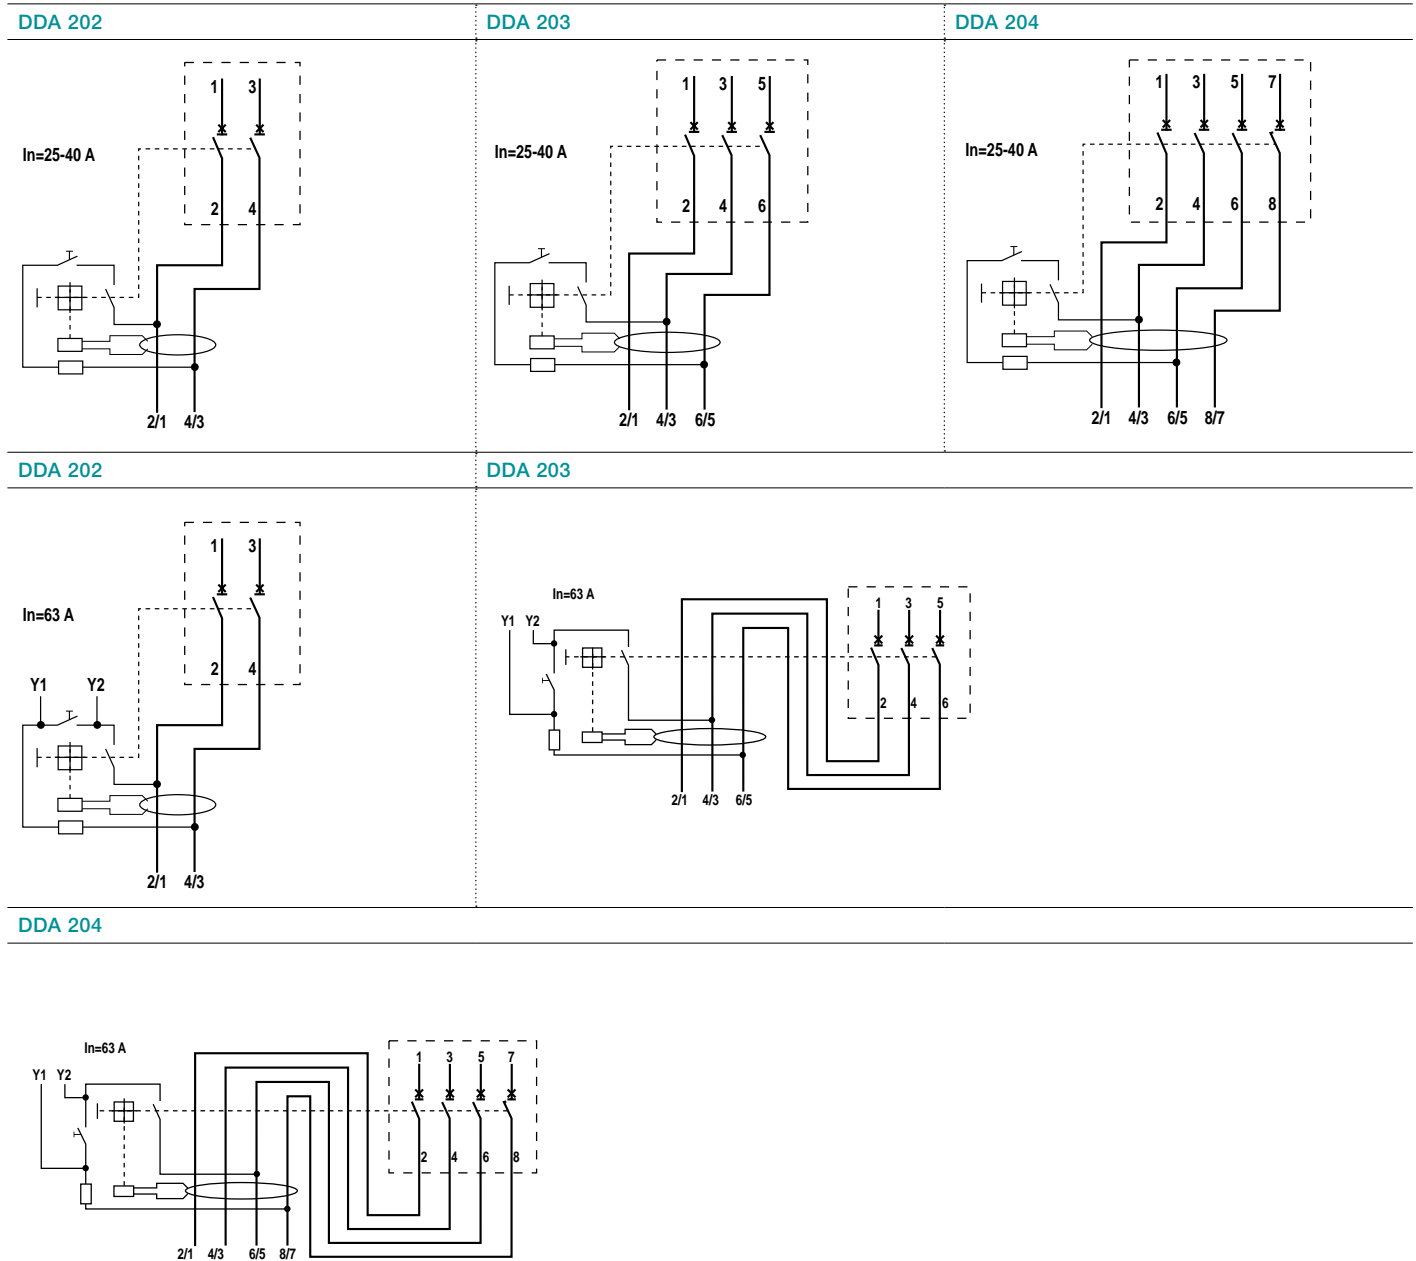 DDA 202
DDA 203
DDA 204
1 3
In=25-40 A
2 4
2/1 4/3
1 3 5
In=25-40 A
2 4 6
2/1 4/3 6/5
1 3 5 7
In=25-40 A
2 4 6 8
2/1 4/3 6/5 8/7
DDA 202
DDA 203
1 3
In=63 A
2 4
Y1 Y2
2/1 4/3
In=63 A
Y1 Y2
1 3 5
2 4 6
2/1 4/3 6/5
DDA 204
In=63 A
Y1 Y2
1 3 5 7
2 4 6 8
2/1 4/3 6/5 8/7